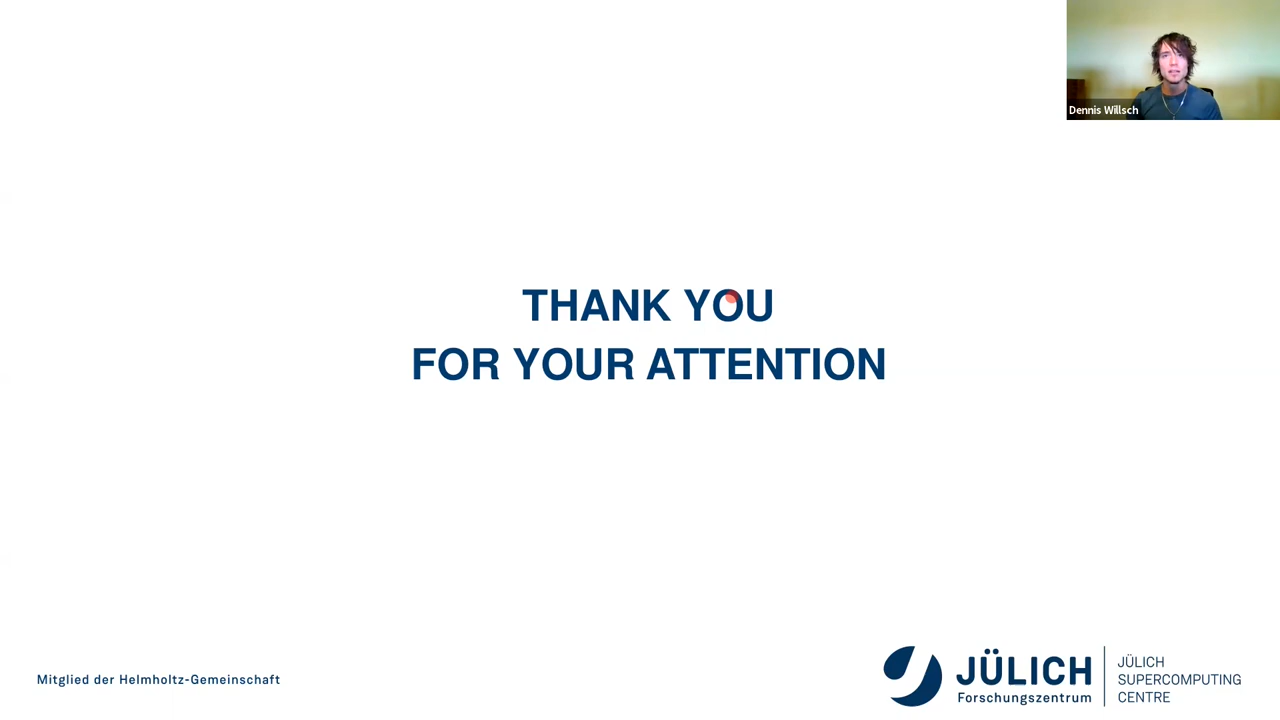 Dennis Willsch
THANK YOU
FOR YOUR ATTENTION
Mitglied der Helmholtz-Gemeinschaft
JÜLICH
Forschungszentrum
JÜLICH
SUPERCOMPUTING
CENTRE